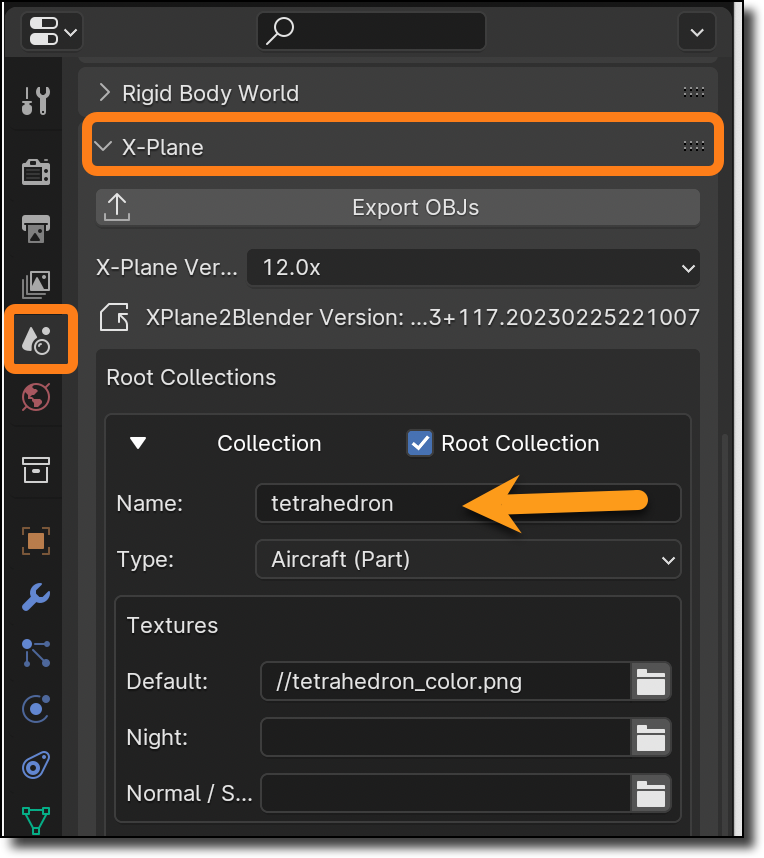 Rigid Body World
X-Plane
Export OBJs
X-Plane Ver... 12.0x
XPlane2Blender Version: ...3+117.20230225221007
Root Collections
Collection Root Collection
Name: tetrahedron
Type: Aircraft (Part)
Textures
Default: //tetrahedron_color.png
Night:
Normal / S...